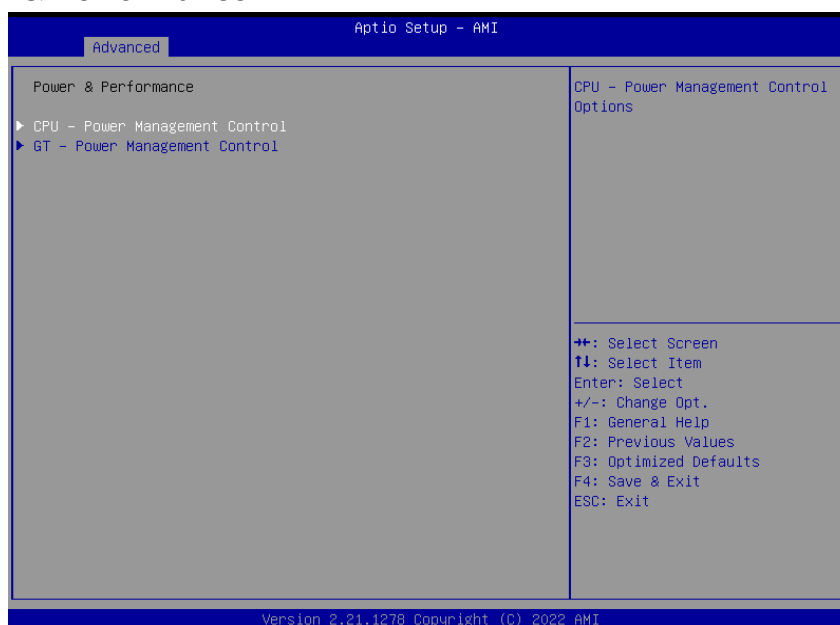 Aptio Setup – AMI
Advanced
Power & Performance
CPU – Power Management Control
GT – Power Management Control
CPU – Power Management Control
Options
→←: Select Screen
↑↓: Select Item
Enter: Select
+/-: Change Opt.
F1: General Help
F2: Previous Values
F3: Optimized Defaults
F4: Save & Exit
ESC: Exit
Version 2.21.1278 Copyright (C) 2022 AMI